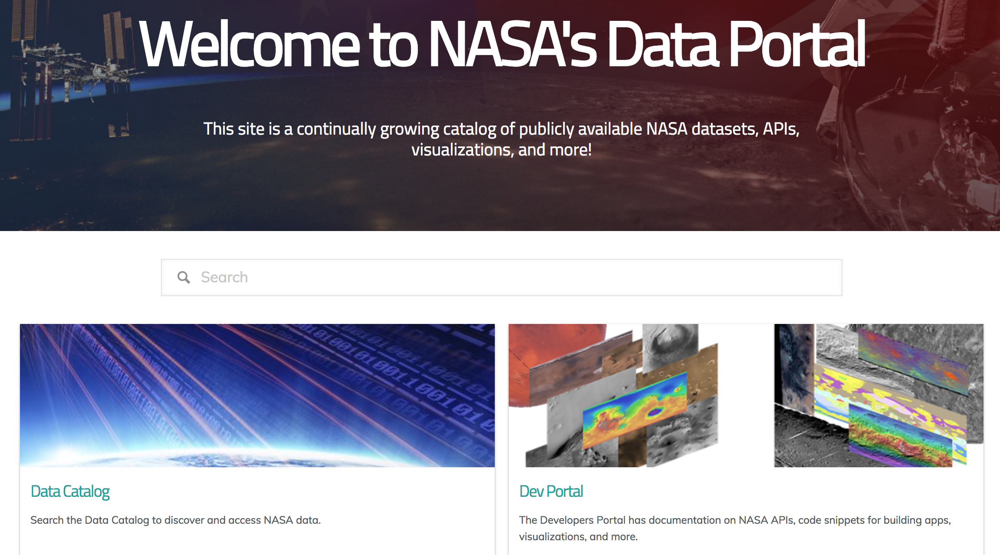 Welcome to NASA's Data Portal
This site is a continually growing catalog of publicly available NASA datasets, APIs,
visualizations, and more!
Search
Data Catalog
Search the Data Catalog to discover and access NASA data.
Dev Portal
The Developers Portal has documentation on NASA APIs, code snippets for building apps,
visualizations, and more.